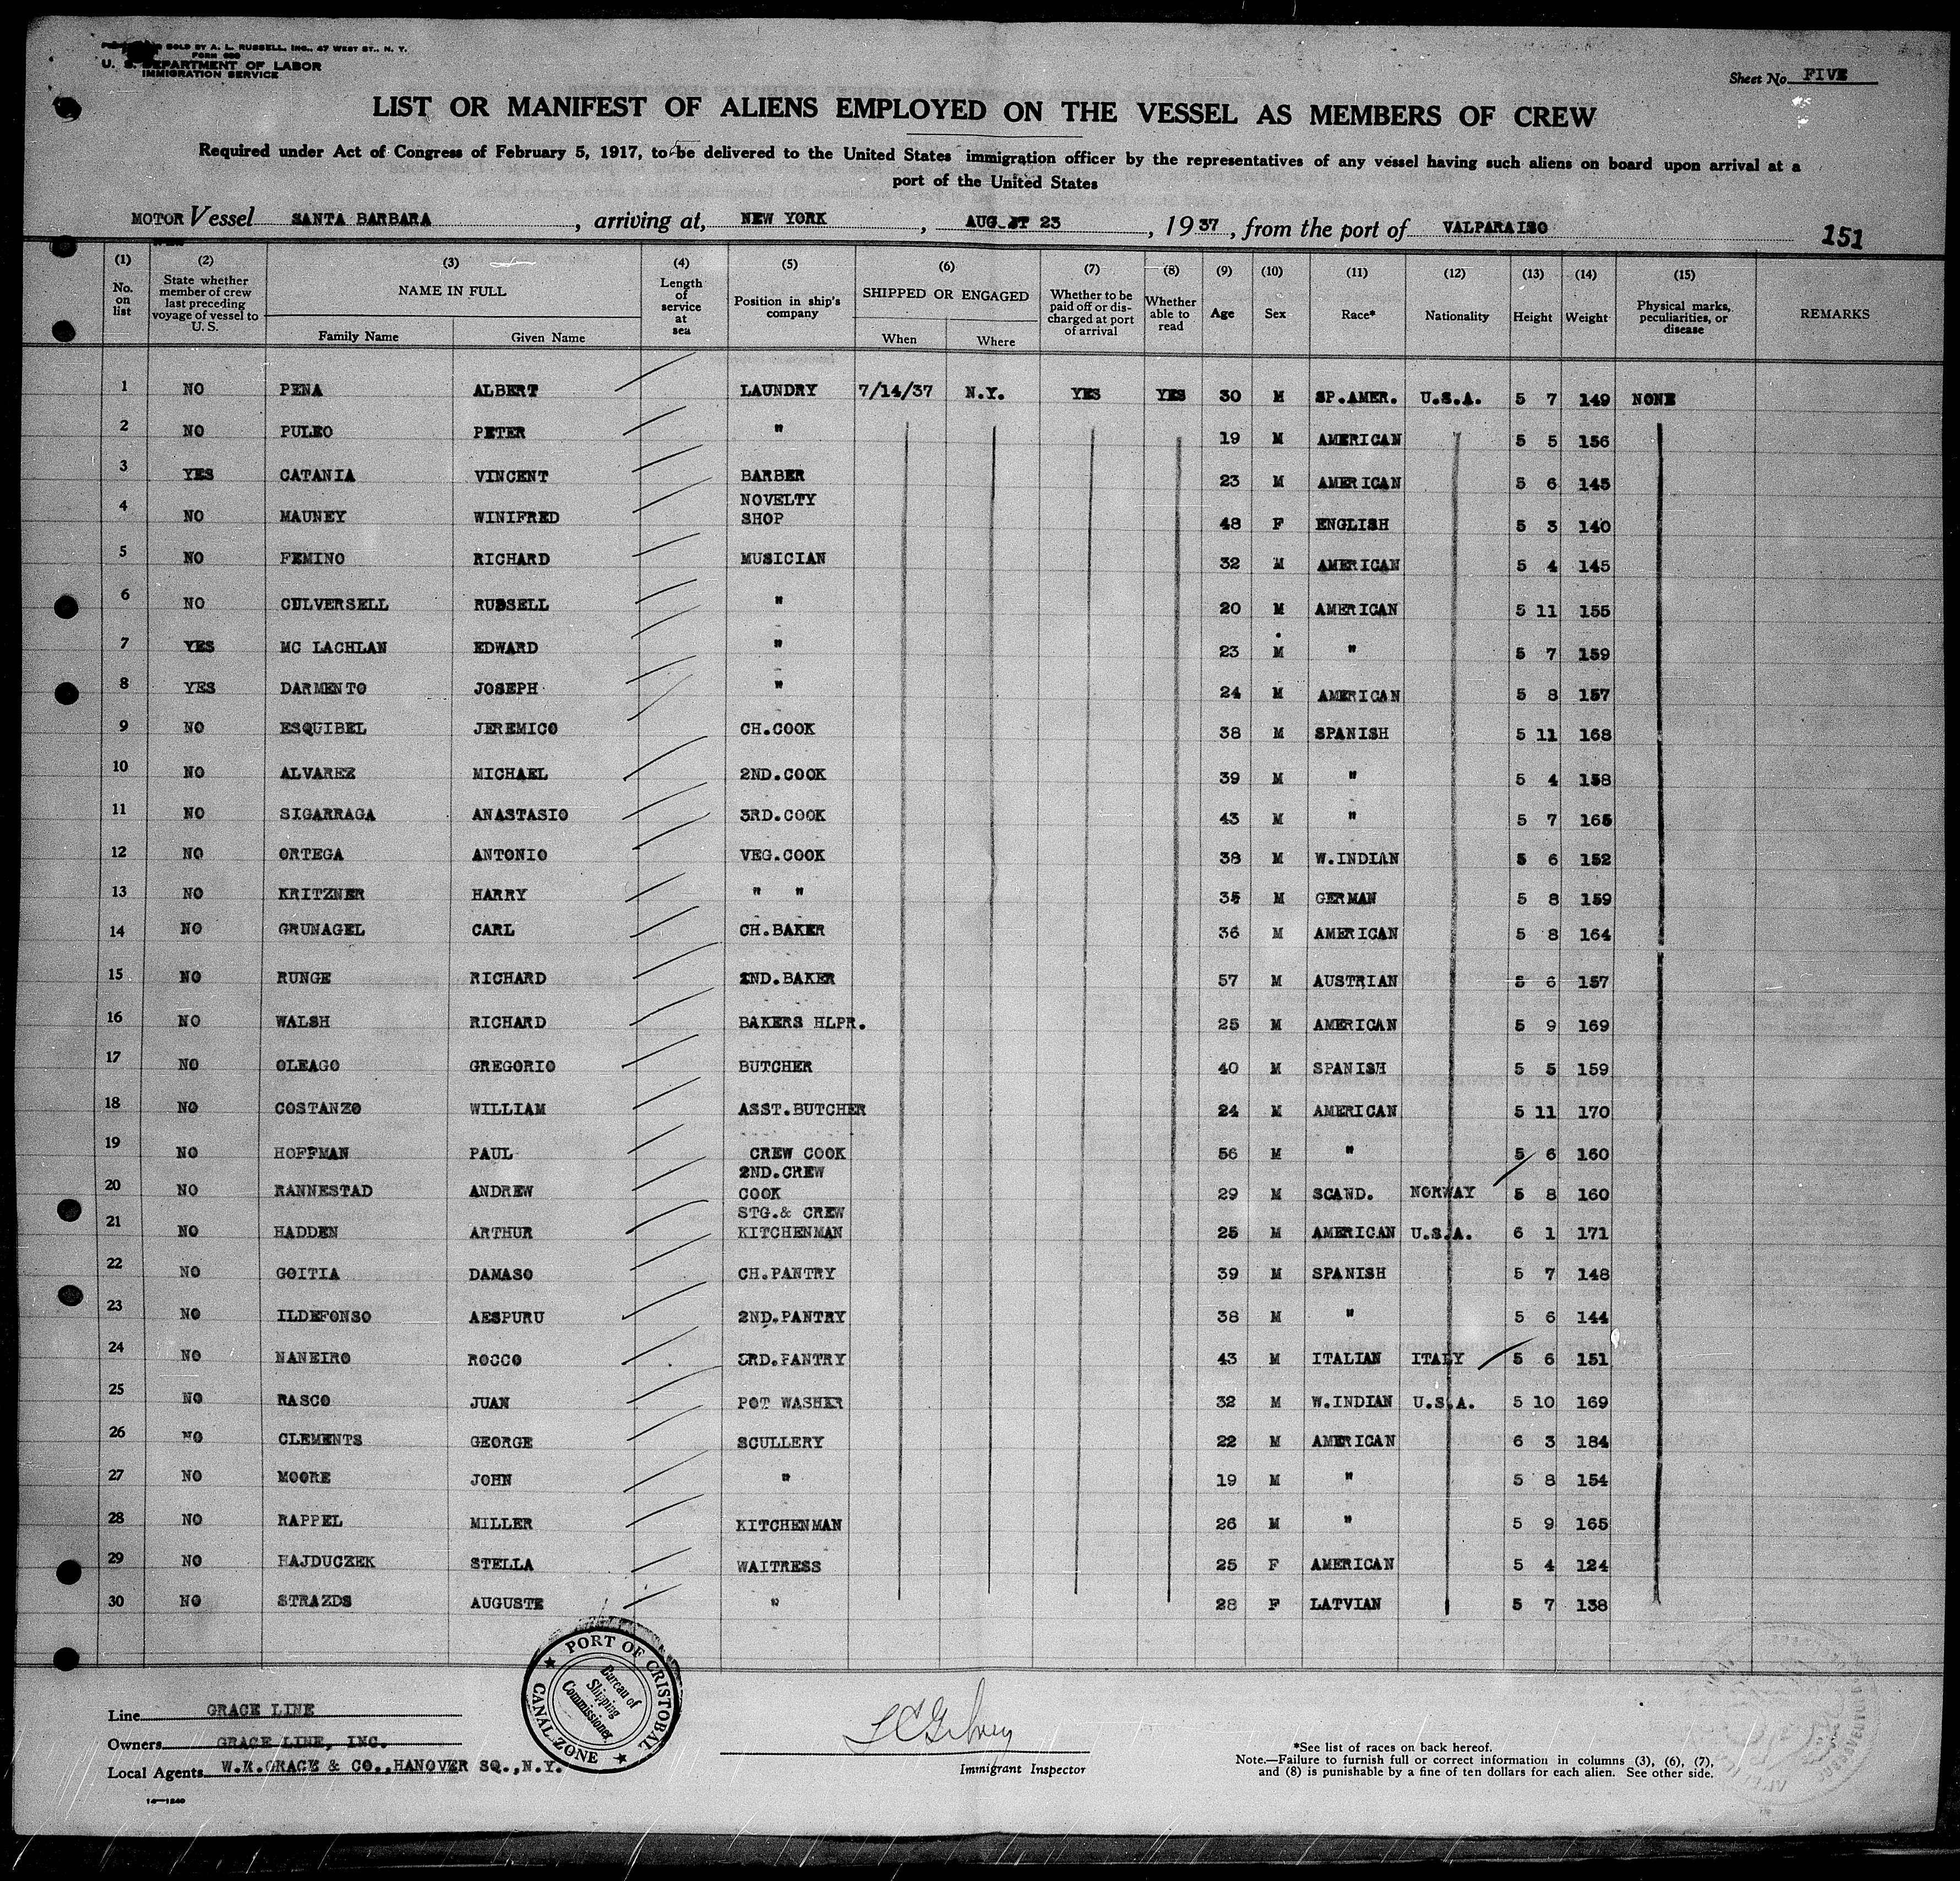 SOLD BY A. L. RUSSELL, INC., 47 WEST ST., N. Y.
FORM 680
U. S. DEPARTMENT OF LABOR
IMMIGRATION SERVICE
Sheet No. FIVE
LIST OR MANIFEST OF ALIENS EMPLOYED ON THE VESSEL AS MEMBERS OF CREW
Required under Act of Congress of February 5, 1917, to be delivered to the United States immigration officer by the representatives of any vessel having such aliens on board upon arrival at a
port of the United States
MOTOR Vessel SANTA BARBARA, arriving at, NEW YORK, AUG. 23, 1937, from the port of VALPARAISO 151
(1) No. on list (2) State whether member of crew last preceding voyage of vessel to U. S. (3) NAME IN FULL Family Name Given Name (4) Length of service at sea (5) Position in ship's company (6) SHIPPED OR ENGAGED When Where (7) Whether to be paid off or discharged at port of arrival (8) Whether able to read (9) Age (10) Sex (11) Race* (12) Nationality (13) Height (14) Weight (15) Physical marks, peculiarities, or disease REMARKS
1 NO PENA ALBERT LAUNDRY 7/14/37 N.Y. YES YES 30 M SP.AMER. U.S.A. 5 7 149 NONE
2 NO PULEO PETER " 19 M AMERICAN 5 5 156
3 YES CATANIA VINCENT BARBER 23 M AMERICAN 5 6 145
4 NO MAUNEY WINIFRED NOVELTY SHOP 48 F ENGLISH 5 3 140
5 NO FEMINO RICHARD MUSICIAN 32 M AMERICAN 5 4 145
6 NO CULVERSELL RUSSELL " 20 M AMERICAN 5 11 155
7 YES MC LACHLAN EDWARD " 23 M " 5 7 159
8 YES DARMENTO JOSEPH " 24 M AMERICAN 5 8 157
9 NO ESQUIBEL JEREMICO CH.COOK 38 M SPANISH 5 11 168
10 NO ALVAREZ MICHAEL 2ND.COOK 39 M " 5 4 158
11 NO SIGARRAGA ANASTASIO 3RD.COOK 43 M " 5 7 165
12 NO ORTEGA ANTONIO VEG.COOK 38 M W.INDIAN 5 6 152
13 NO KRITZNER HARRY " " 35 M GERMAN 5 8 159
14 NO GRUNAGEL CARL CH.BAKER 36 M AMERICAN 5 8 164
15 NO RUNGE RICHARD 2ND.BAKER 57 M AUSTRIAN 5 6 157
16 NO WALSH RICHARD BAKERS HLPR. 25 M AMERICAN 5 9 169
17 NO OLEAGO GREGORIO BUTCHER 40 M SPANISH 5 5 159
18 NO COSTANZO WILLIAM ASST.BUTCHER 24 M AMERICAN 5 11 170
19 NO HOFFMAN PAUL CREW COOK 56 M " 5 6 160
20 NO RANNESTAD ANDREW 2ND.CREW COOK 29 M SCAND. NORWAY 5 8 160
21 NO HADDEN ARTHUR STG.& CREW KITCHENMAN 25 M AMERICAN U.S.A. 6 1 171
22 NO GOITIA DAMASO CH.PANTRY 39 M SPANISH 5 7 148
23 NO ILDEFONSO AESPURU 2ND.PANTRY 38 M " 5 6 144
24 NO NANEIRO ROCCO 3RD.PANTRY 43 M ITALIAN ITALY 5 6 151
25 NO RASCO JUAN POT WASHER 32 M W.INDIAN U.S.A. 5 10 169
26 NO CLEMENTS GEORGE SCULLERY 22 M AMERICAN 6 3 184
27 NO MOORE JOHN " 19 M " 5 8 154
28 NO RAPPEL MILLER KITCHENMAN 26 M " 5 9 165
29 NO HAJDUCZEK STELLA WAITRESS 25 F AMERICAN 5 4 124
30 NO STRAZDS AUGUSTE " 28 F LATVIAN 5 7 138
Line GRACE LINE
Owners GRACE LINE, INC.
Local Agents W.R.GRACE & CO.,HANOVER SQ.,N.Y.
14—1240
PORT OF CRISTOBAL
CANAL ZONE
Bureau of Shipping Commissioner
Immigrant Inspector
*See list of races on back hereof.
Note.—Failure to furnish full or correct information in columns (3), (6), (7),
and (8) is punishable by a fine of ten dollars for each alien. See other side.